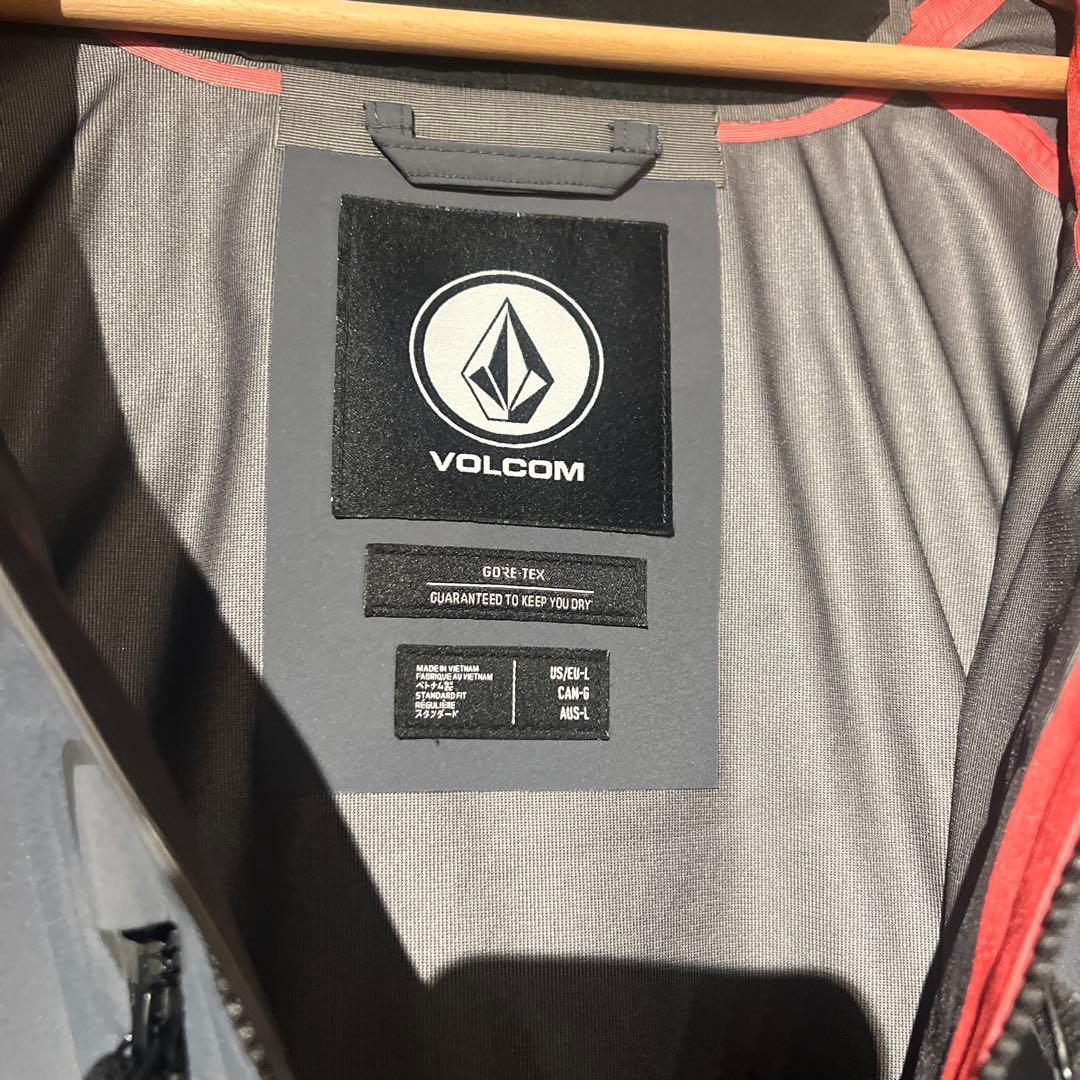 VOLCOM
GORE-TEX
GUARANTEED TO KEEP YOU DRY™
MADE IN VIETNAM
FABRIQUE AU VIETNAM
ベトナム製
STANDARD FIT
RÉGULIÈRE
スタンダード
US/EU-L
CAN-G
AUS-L